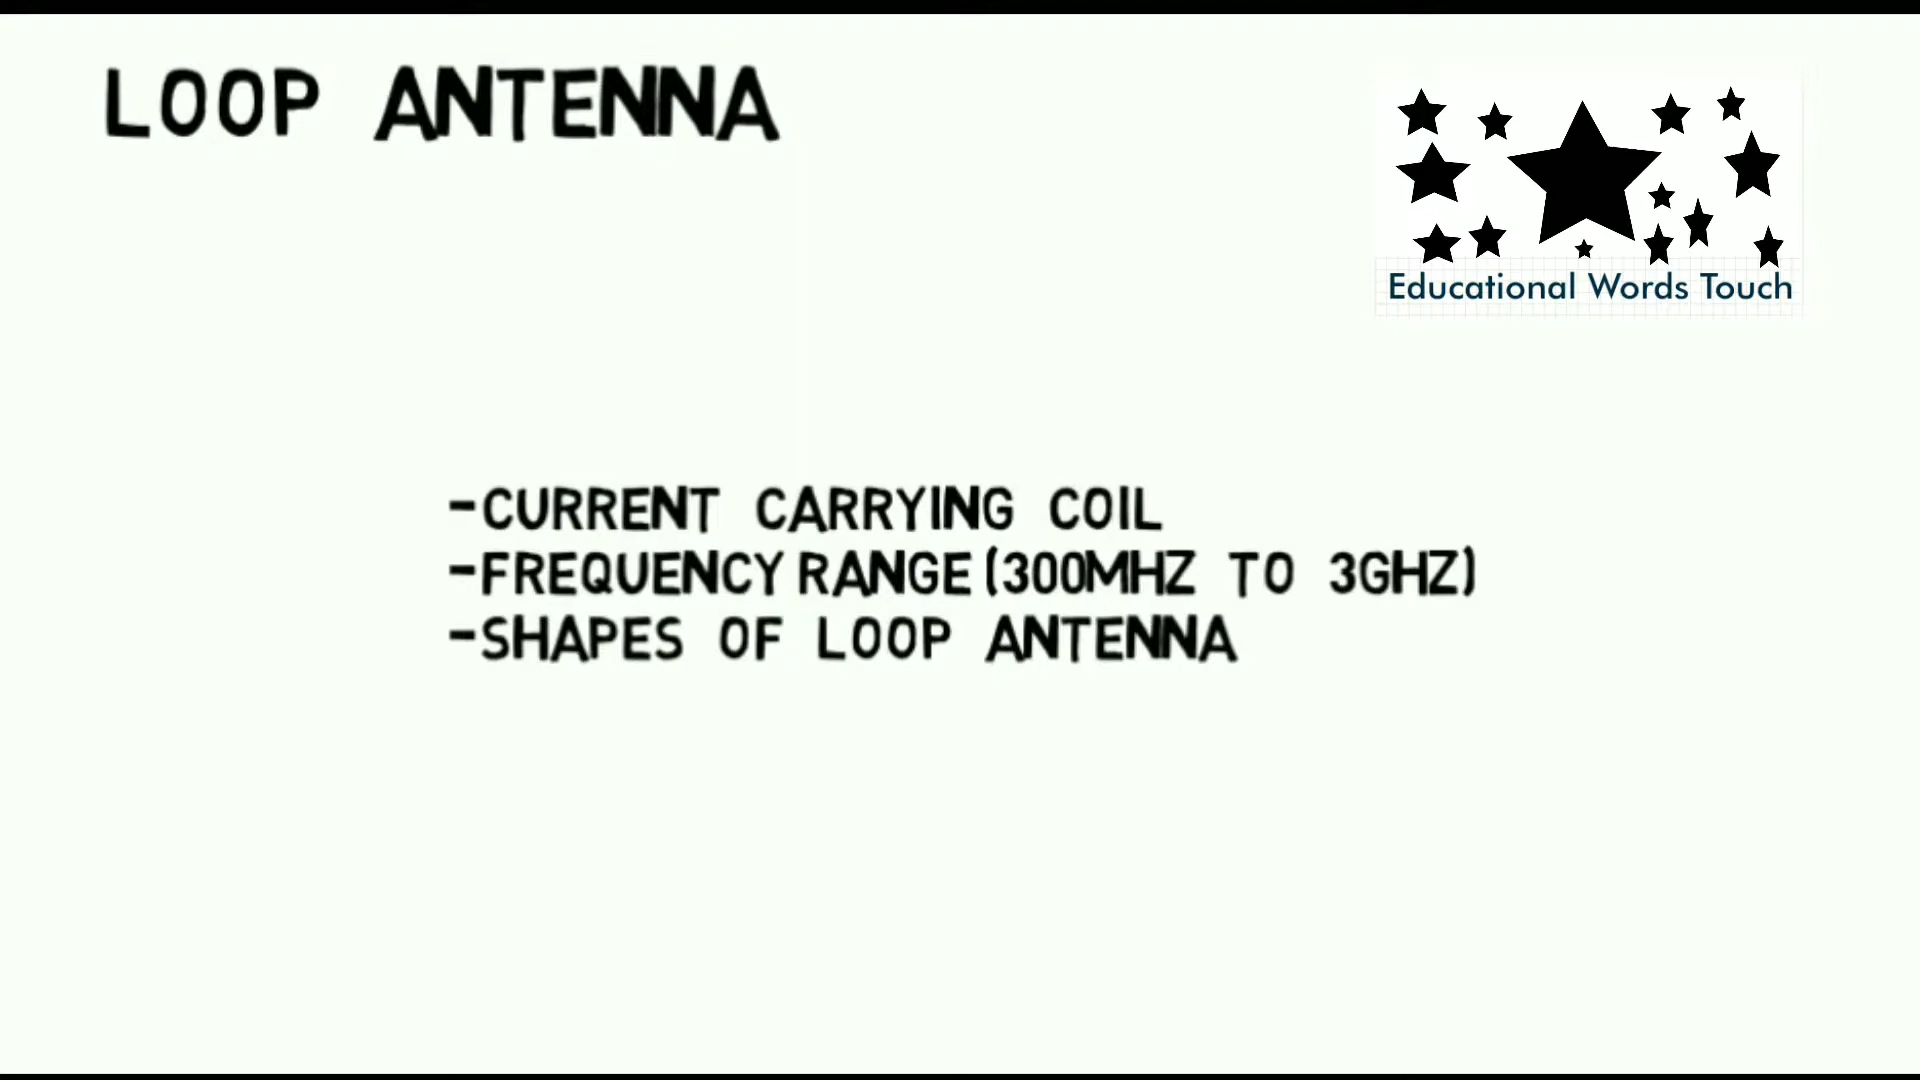 LOOP ANTENNA
Educational Words Touch
-CURRENT CARRYING COIL
-FREQUENCY RANGE(300MHZ TO 3GHZ)
-SHAPES OF LOOP ANTENNA